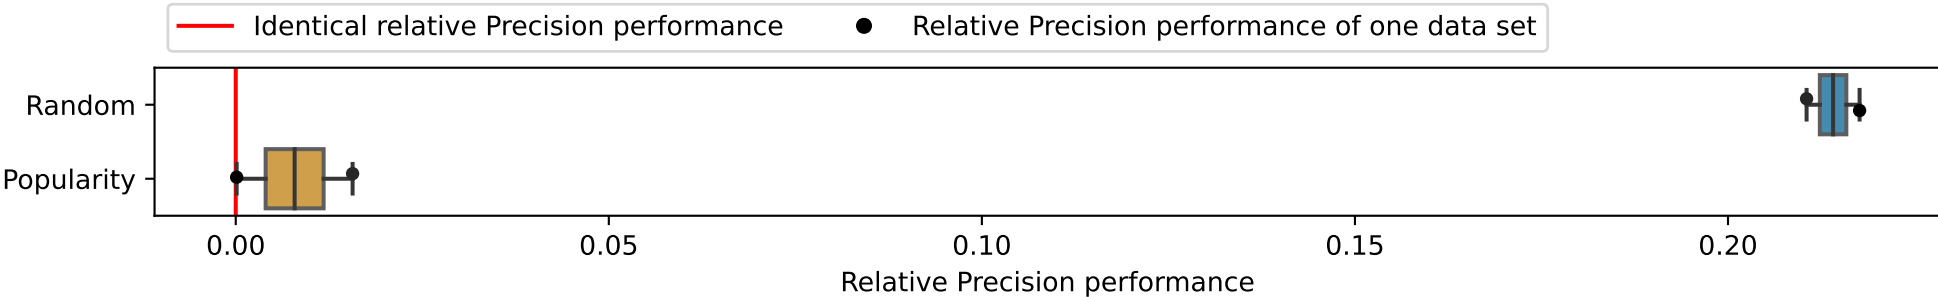 Identical relative Precision performance
Relative Precision performance of one data set
Random
Popularity
0.00 0.05 0.10 0.15 0.20
Relative Precision performance